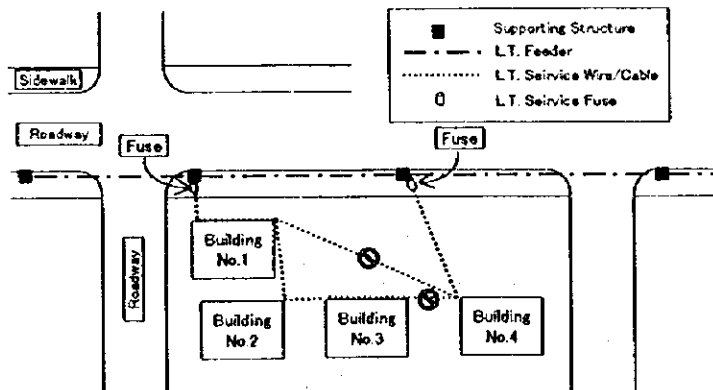 Supporting Structure
L.T. Feeder
L.T. Seirvice Wire/Cable
L.T. Seirvice Fuse
Sidewalk
Roadway
Fuse
Fuse
Roadway
Building
No.1
Building
No.2
Building
No.3
Building
No.4